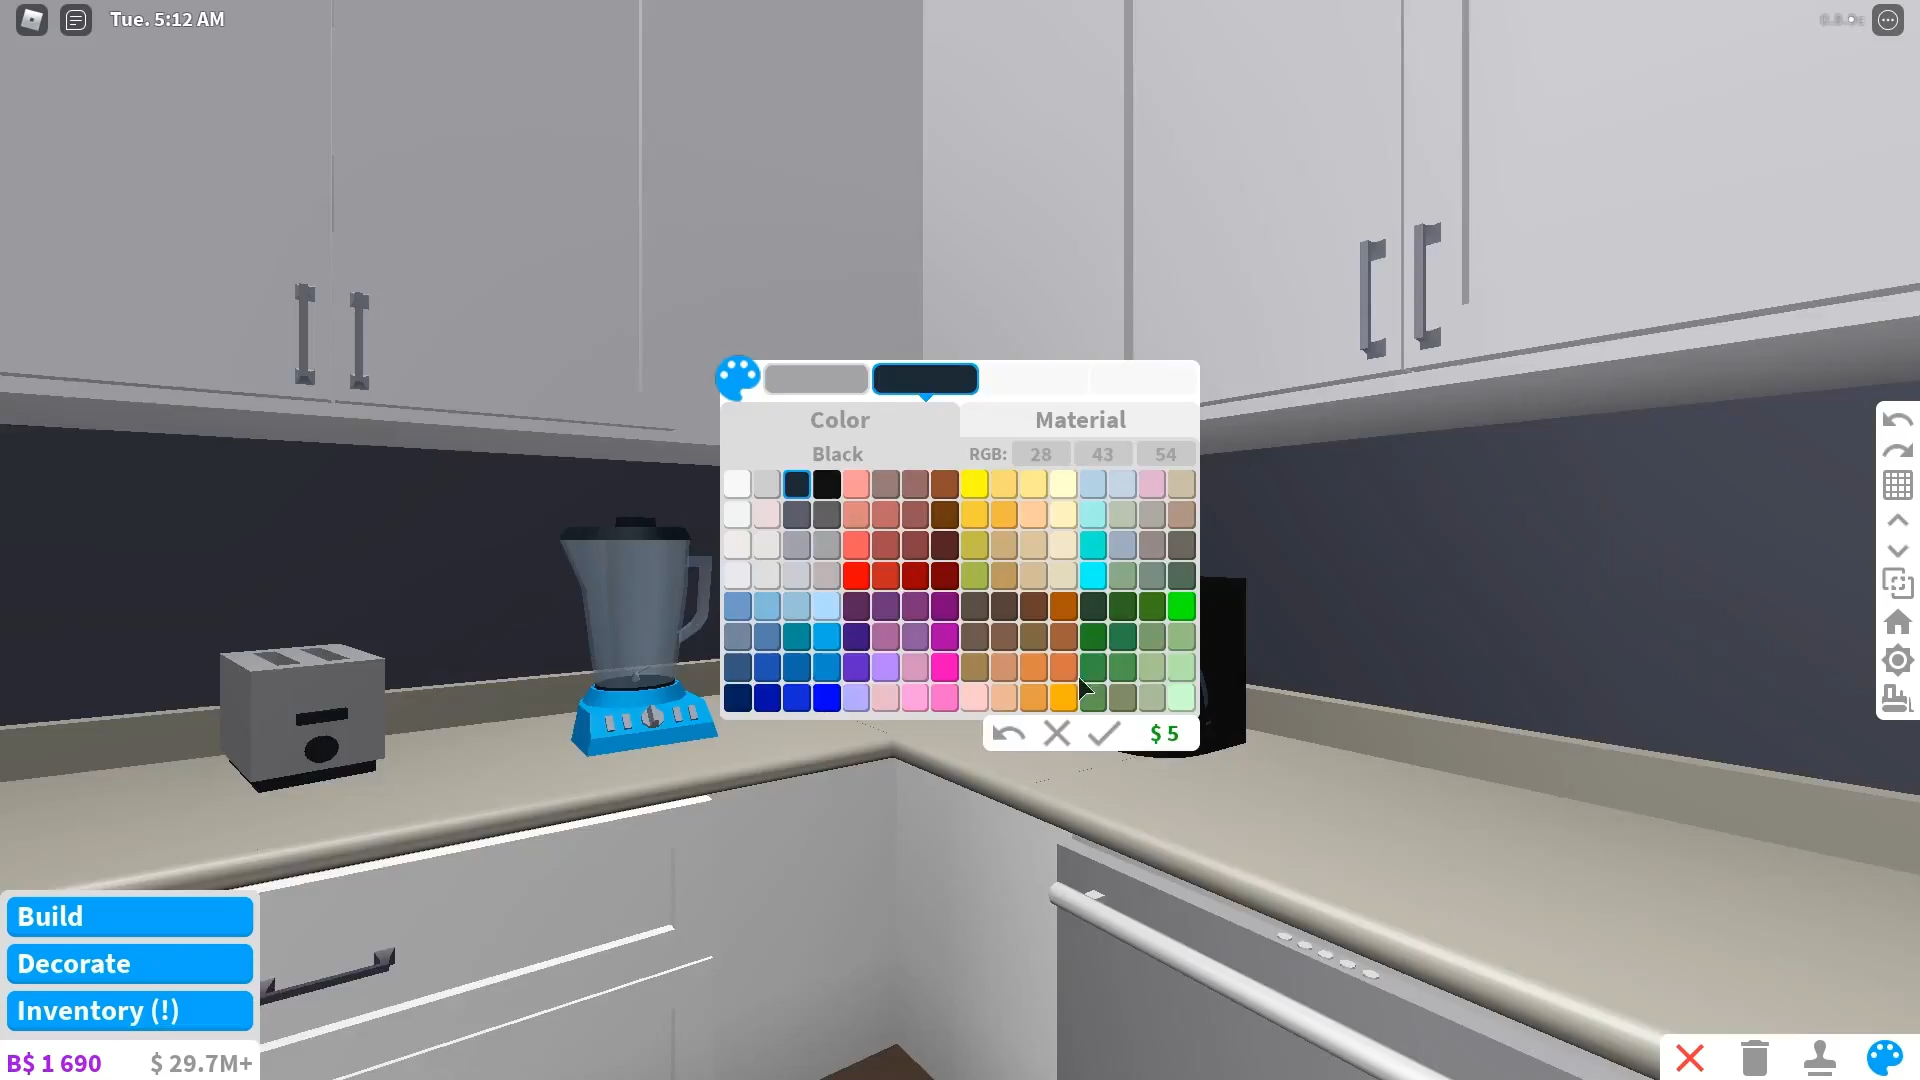 Tue. 5:12 AM
Color
Material
Black
RGB: 28 43 54
$ 5
Build
Decorate
Inventory (!)
B$ 1 690 $ 29.7M+